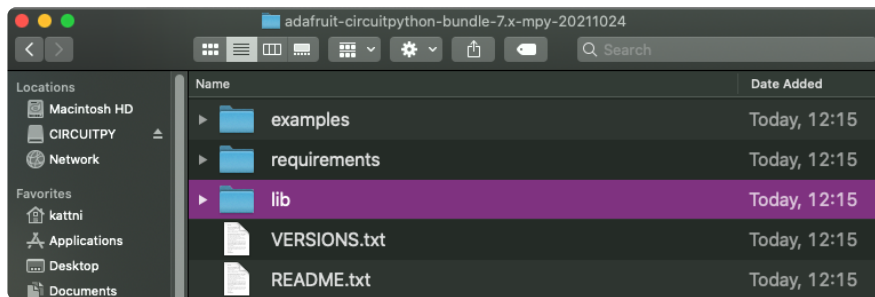 adafruit-circuitpython-bundle-7.x-mpy-20211024
Search
Locations
Macintosh HD
CIRCUITPY
Network
Favorites
kattni
Applications
Desktop
Documents
Name Date Added
examples Today, 12:15
requirements Today, 12:15
lib Today, 12:15
VERSIONS.txt Today, 12:15
README.txt Today, 12:15